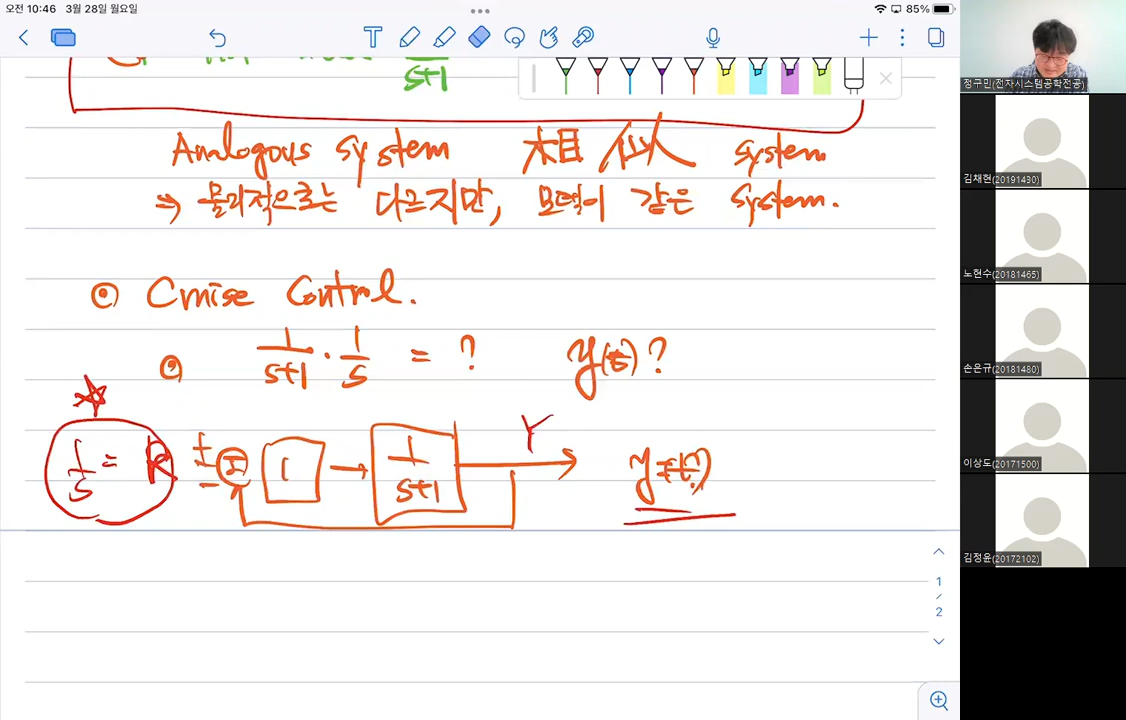 오전 10:46 3월 28일 월요일
85%
s+1
Analogous system 相似 system
⇒ 물리적으로는 다르지만, 모델이 같은 system.
⊙ Cruise Control.
⊙ 1/(s+1) · 1/s = ? y(t)?
1/s = R + Σ - 1 → 1/(s+1) Y y(t)
1/2
정구민(전자시스템공학전공)
김채현(20191430)
노현수(20181465)
손은규(20181480)
이상도(20171500)
김정윤(20172102)